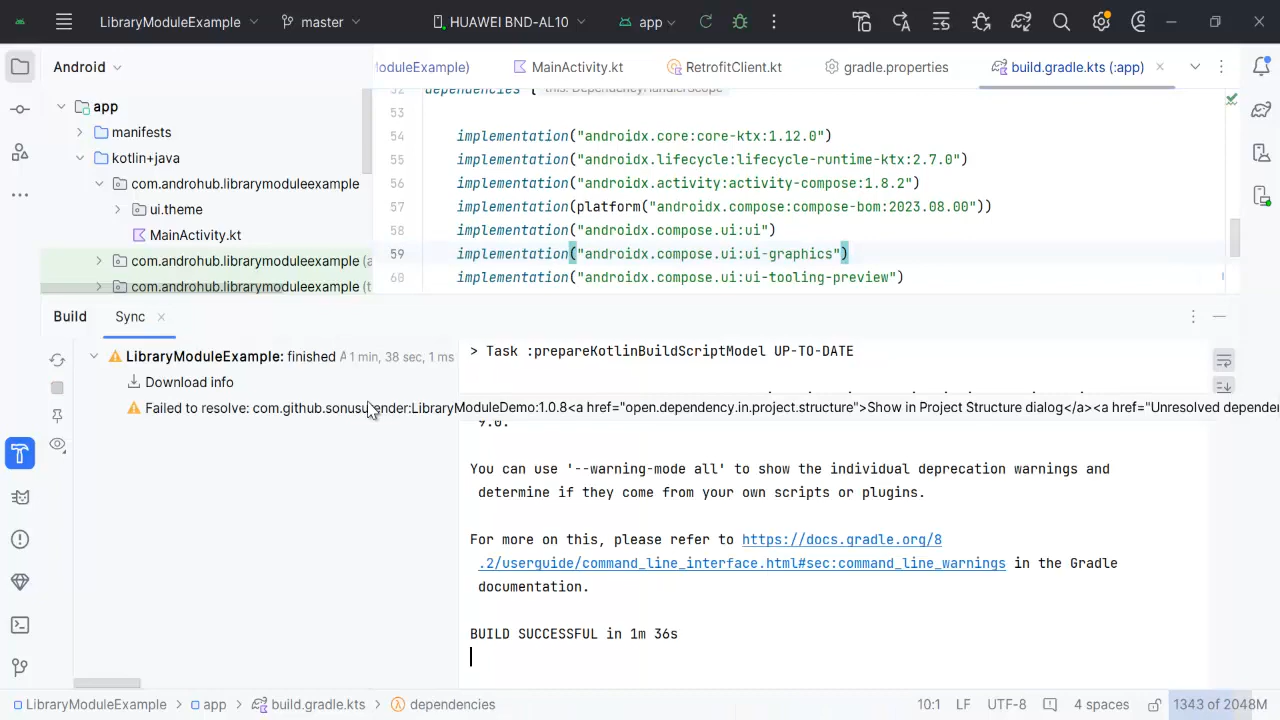 LibraryModuleExample
master
HUAWEI BND-AL10
app
Android
oduleExample)
MainActivity.kt
RetrofitClient.kt
gradle.properties
build.gradle.kts (:app)
app
manifests
kotlin+java
com.androhub.librarymoduleexample
ui.theme
MainActivity.kt
com.androhub.librarymoduleexample (a
com.androhub.librarymoduleexample (t
52 dependencies { this: DependencyHandlerScope
53
54 implementation("androidx.core:core-ktx:1.12.0")
55 implementation("androidx.lifecycle:lifecycle-runtime-ktx:2.7.0")
56 implementation("androidx.activity:activity-compose:1.8.2")
57 implementation(platform("androidx.compose:compose-bom:2023.08.00"))
58 implementation("androidx.compose.ui:ui")
59 implementation("androidx.compose.ui:ui-graphics")
60 implementation("androidx.compose.ui:ui-tooling-preview")
Build Sync
LibraryModuleExample: finished A 1 min, 38 sec, 1 ms
Download info
Failed to resolve: com.github.sonusurender:LibraryModuleDemo:1.0.8<a href="open.dependency.in.project.structure">Show in Project Structure dialog</a><a href="Unresolved depende
> Task :prepareKotlinBuildScriptModel UP-TO-DATE
9.0.
You can use '--warning-mode all' to show the individual deprecation warnings and
determine if they come from your own scripts or plugins.
For more on this, please refer to https://docs.gradle.org/8
.2/userguide/command_line_interface.html#sec:command_line_warnings in the Gradle
documentation.
BUILD SUCCESSFUL in 1m 36s
LibraryModuleExample > app > build.gradle.kts > dependencies
10:1 LF UTF-8 4 spaces 1343 of 2048M